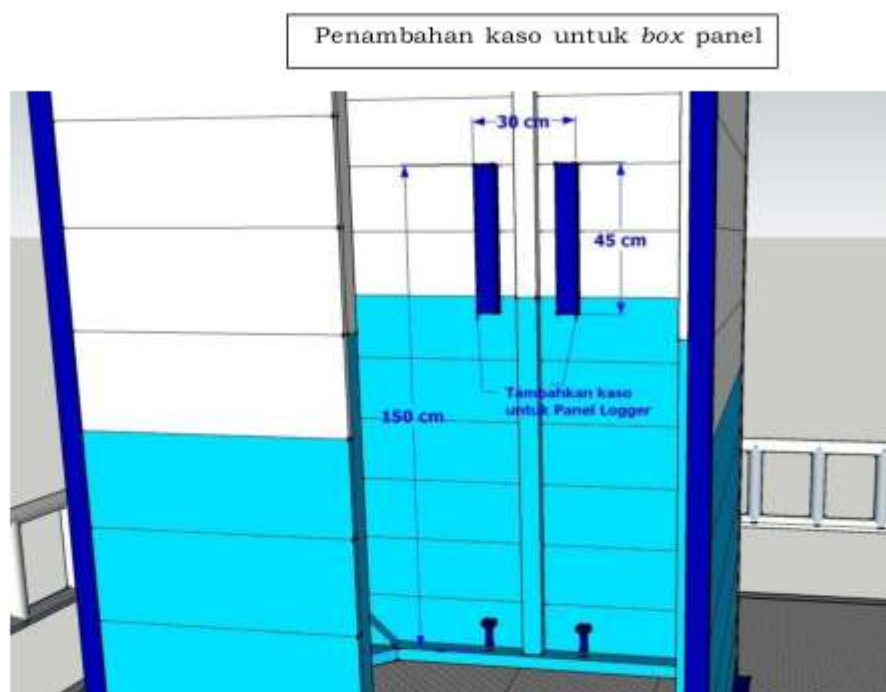 Penambahan kaso untuk box panel
30 cm
45 cm
150 cm
Tambahkan kaso
untuk Panel Logger